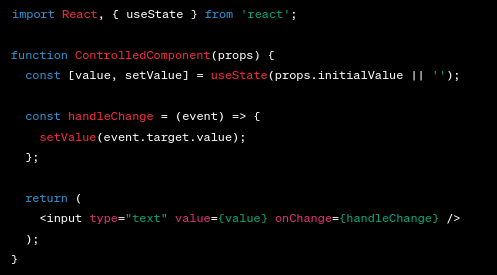 import React, { useState } from 'react';
function ControlledComponent(props) {
const [value, setValue] = useState(props.initialValue || '');
const handleChange = (event) => {
setValue(event.target.value);
};
return (
<input type="text" value={value} onChange={handleChange} />
);
}